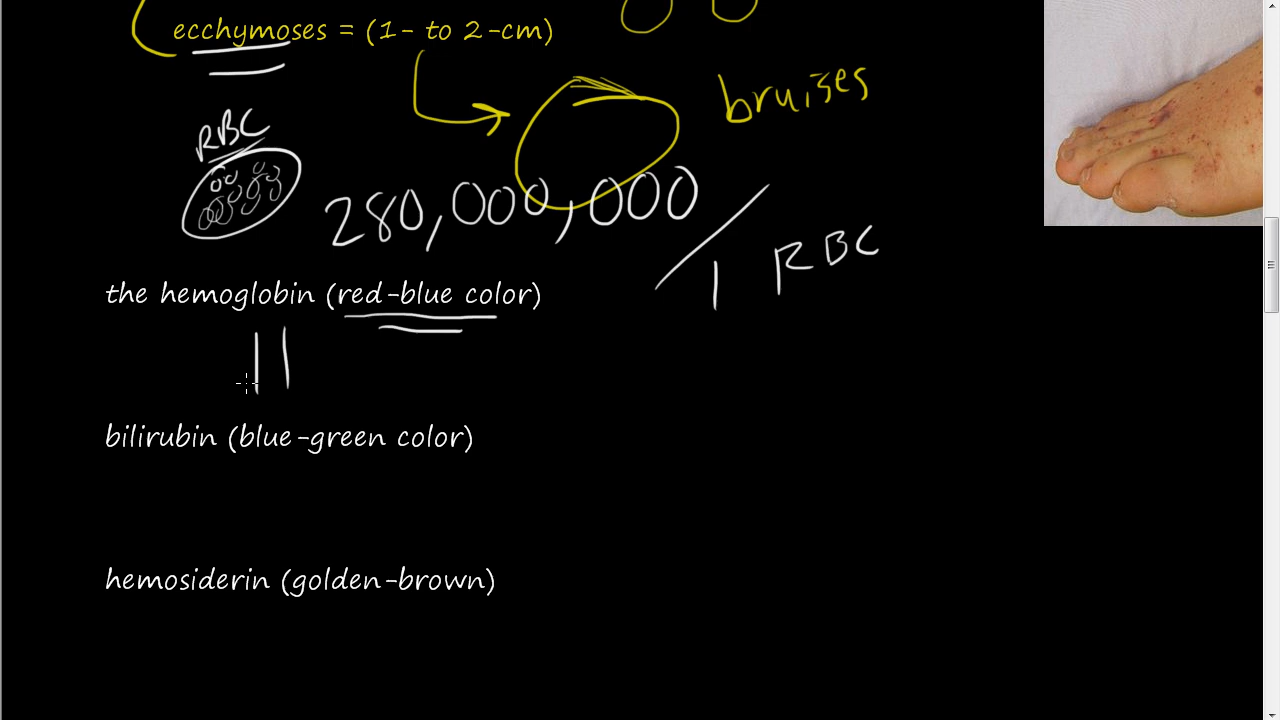 ecchymoses = (1- to 2-cm)
bruises
RBC
280,000,000 / 1 RBC
the hemoglobin (red-blue color)
bilirubin (blue-green color)
hemosiderin (golden-brown)